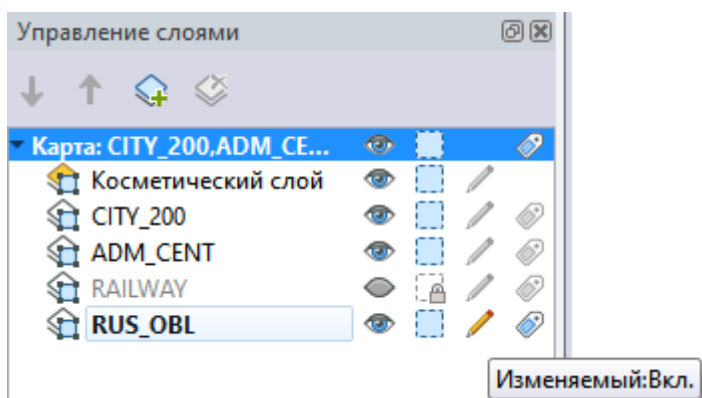 Управление слоями
Карта: CITY_200,ADM_CE...
Косметический слой
CITY_200
ADM_CENT
RAILWAY
RUS_OBL
Изменяемый:Вкл.